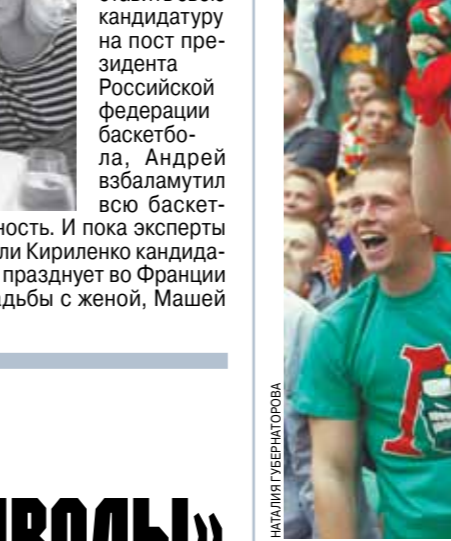 кандидатуру
на пост пре-
зидента
Российской
федерации
баскетбо-
ла, Андрей
взбаламутил
всю баскет-
ность. И пока эксперты
ли Кириленко кандида-
празднует во Франции
адьбы с женой, Машей
НАТАЛИЯ ГУБЕРНАТОРОВА